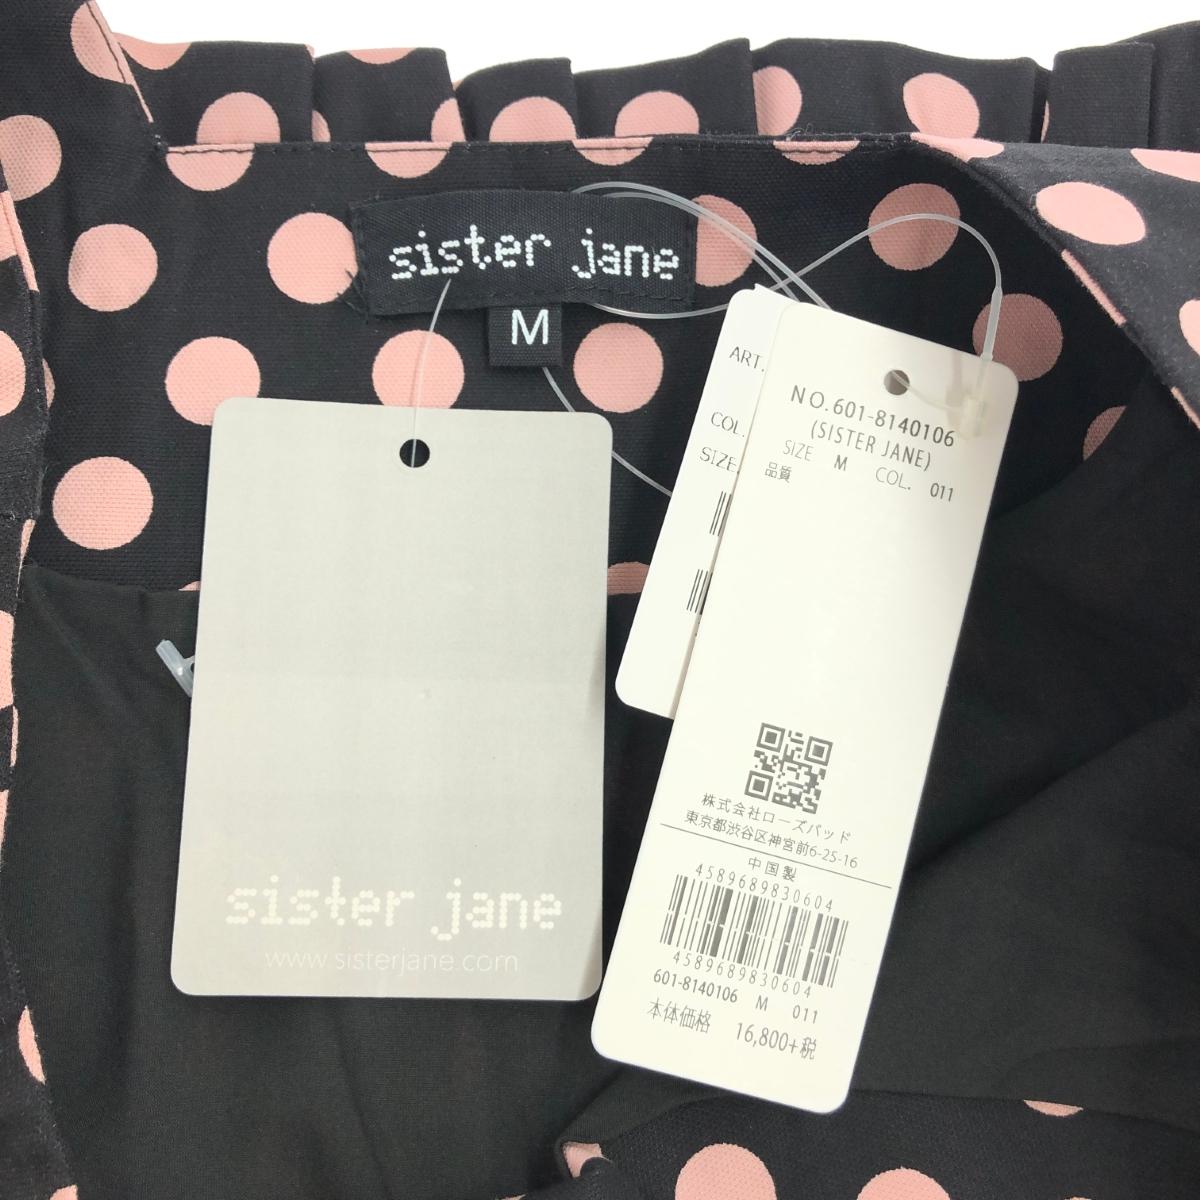 sister jane
M
ART.
COL.
SIZE.
NO.601-8140106
(SISTER JANE)
SIZE M COL. 011
品質
株式会社ローズバッド
東京都渋谷区神宮前6-25-16
中国製
4589689830604
4589689830604
601-8140106 M 011
本体価格 16,800+税
sister jane
www.sisterjane.com